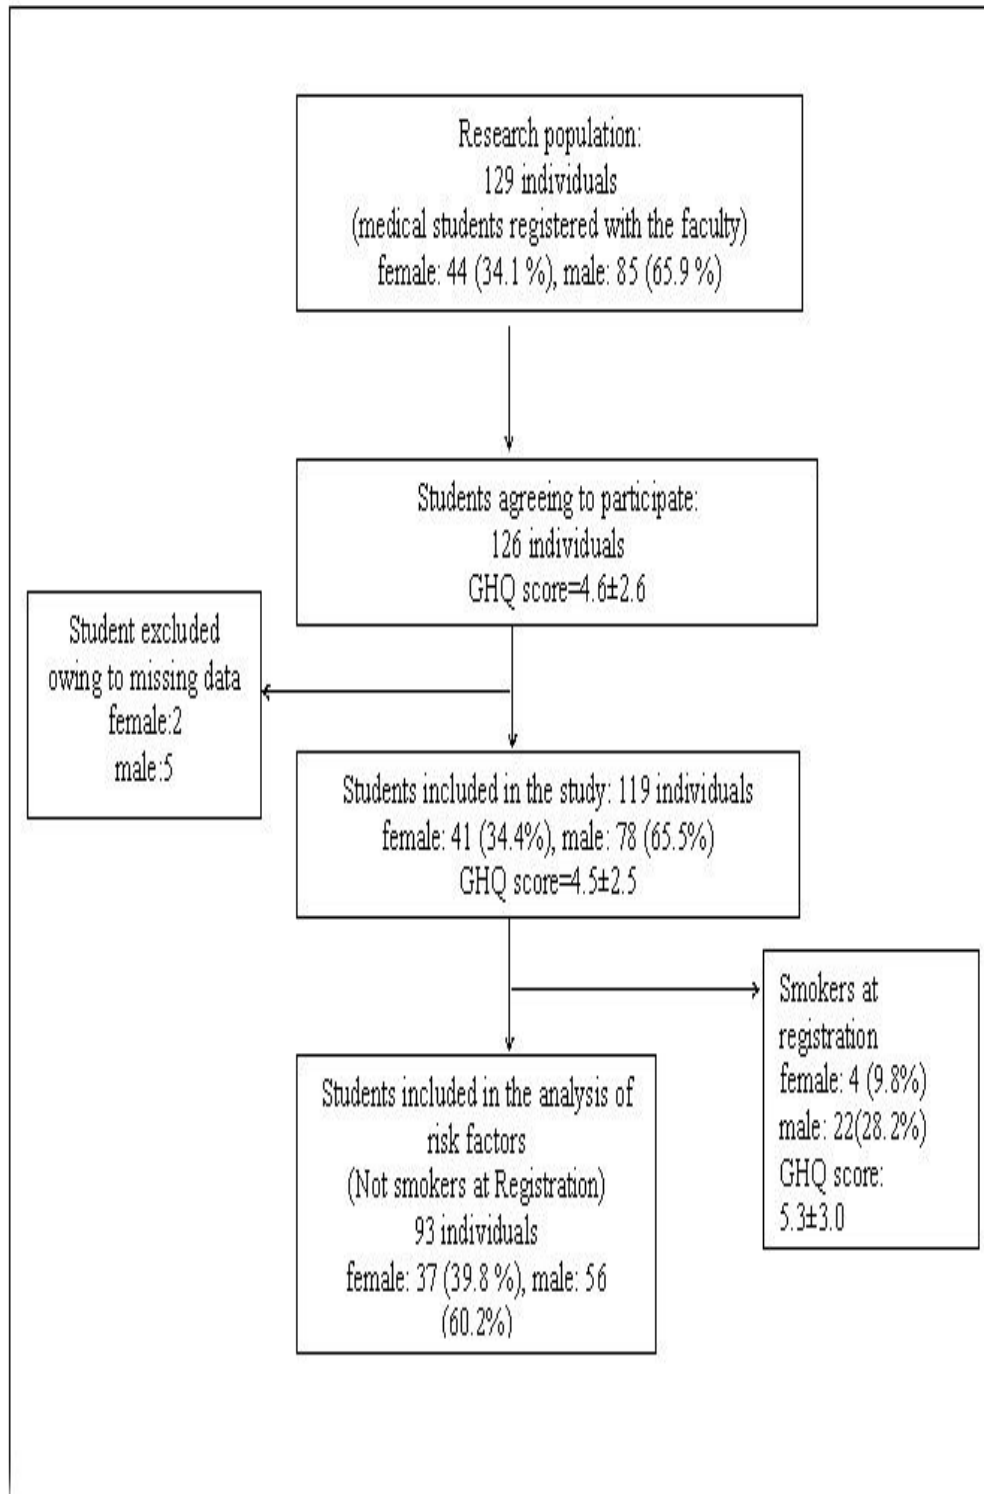 Research population:
129 individuals
(medical students registered with the faculty)
female: 44 (34.1 %), male: 85 (65.9 %)
Students agreeing to participate:
126 individuals
GHQ score=4.6±2.6
Student excluded
owing to missing data
female:2
male:5
Students included in the study: 119 individuals
female: 41 (34.4%), male: 78 (65.5%)
GHQ score=4.5±2.5
Smokers at
registration
female: 4 (9.8%)
male: 22(28.2%)
GHQ score:
5.3±3.0
Students included in the analysis of
risk factors
(Not smokers at Registration)
93 individuals
female: 37 (39.8 %), male: 56
(60.2%)